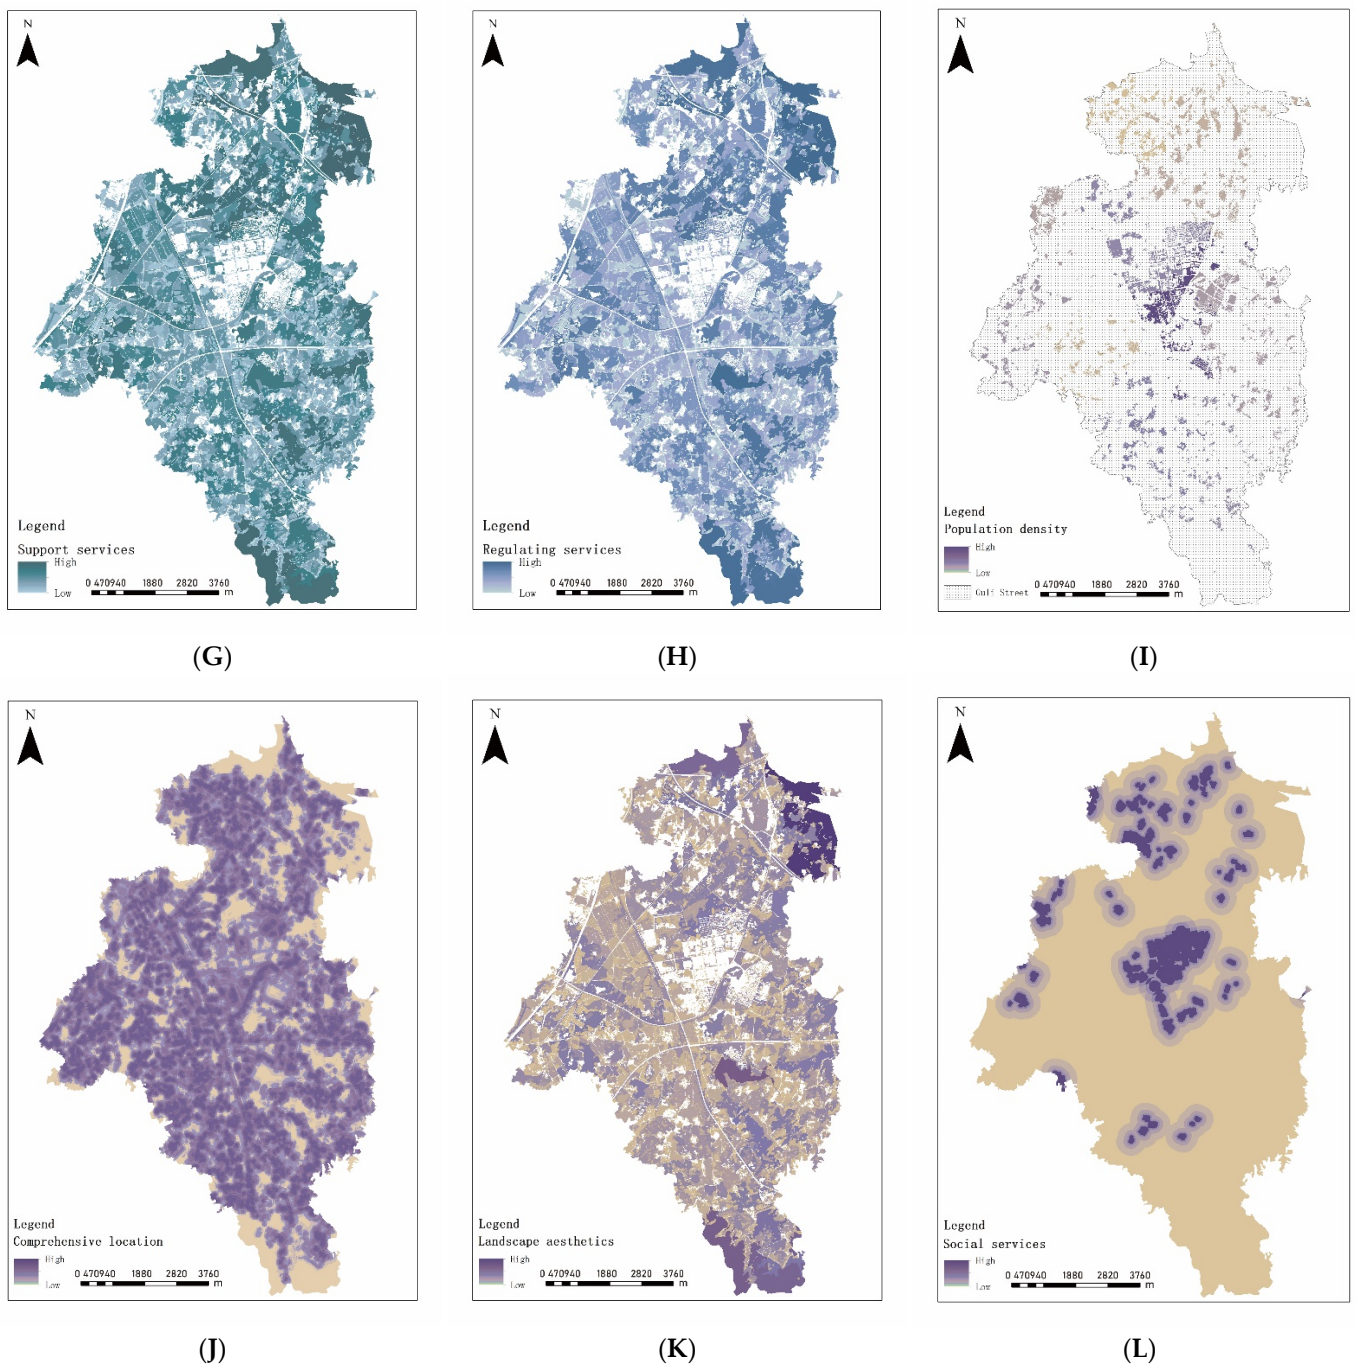 N
Legend
Support services
High
Low
0 470940 1880 2820 3760
m
(G)
N
Legend
Regulating services
High
Low
0 470940 1880 2820 3760
m
(H)
N
Legend
Population density
High
Low
Guli Street
0 470940 1880 2820 3760
m
(I)
N
Legend
Comprehensive location
High
Low
0 470940 1880 2820 3760
m
(J)
N
Legend
Landscape aesthetics
High
Low
0 470940 1880 2820 3760
m
(K)
N
Legend
Social services
High
Low
0 470940 1880 2820 3760
m
(L)